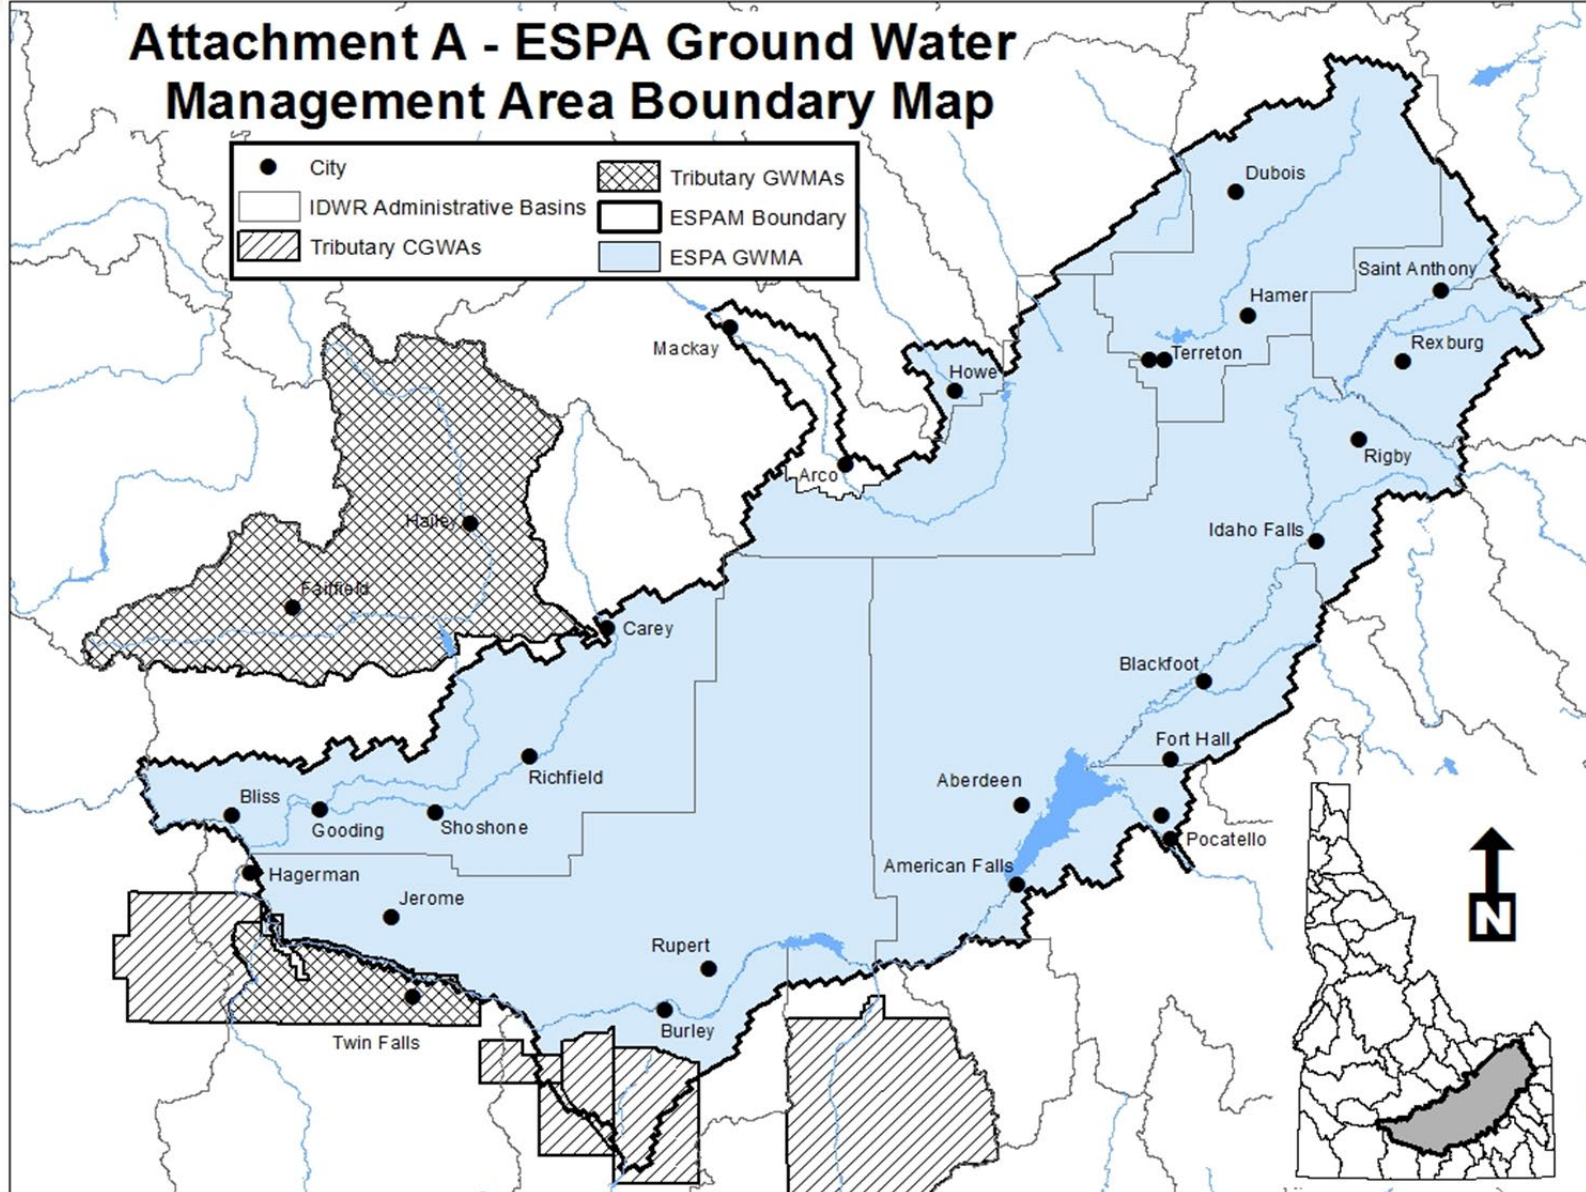 Attachment A - ESPA Ground Water
Management Area Boundary Map
City
IDWR Administrative Basins
Tributary CGWAs
Tributary GWMAs
ESPAM Boundary
ESPA GWMA
Dubois
Saint Anthony
Hamer
Mackay
Terreton
Rexburg
Howe
Rigby
Arco
Hailey
Idaho Falls
Fairfield
Carey
Blackfoot
Fort Hall
Richfield
Aberdeen
Bliss
Gooding
Shoshone
Pocatello
American Falls
Hagerman
Jerome
N
Rupert
Burley
Twin Falls